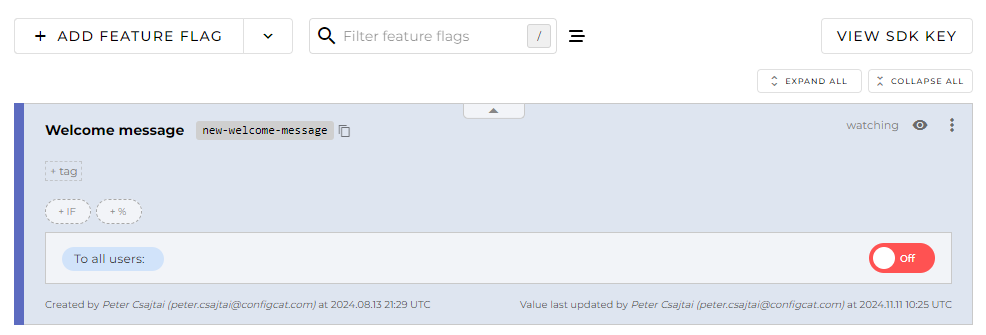 + ADD FEATURE FLAG
Filter feature flags /
VIEW SDK KEY
EXPAND ALL
COLLAPSE ALL
Welcome message new-welcome-message
watching
+ tag
+ IF + %
To all users: Off
Created by Peter Csajtai (peter.csajtai@configcat.com) at 2024.08.13 21:29 UTC
Value last updated by Peter Csajtai (peter.csajtai@configcat.com) at 2024.11.11 10:25 UTC